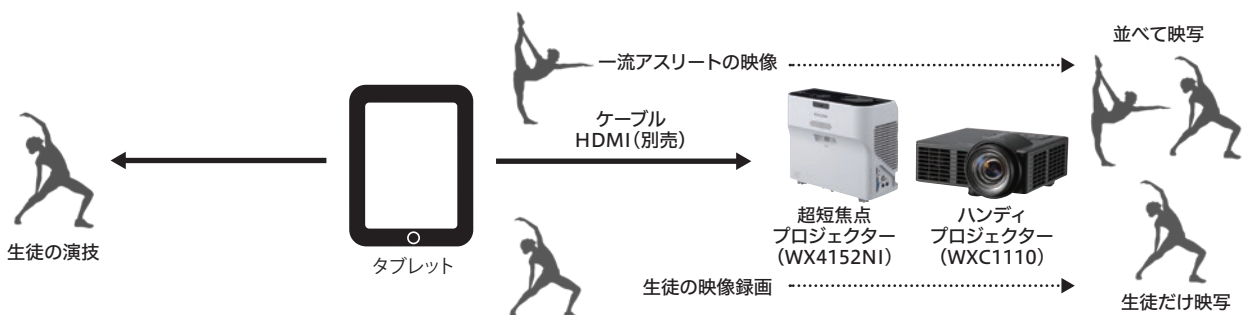 並べて映写
一流アスリートの映像
ケーブル
HDMI（別売）
生徒の演技
タブレット
超短焦点
プロジェクター
（WX4152NI）
ハンディ
プロジェクター
（WXC1110）
生徒の映像録画
生徒だけ映写